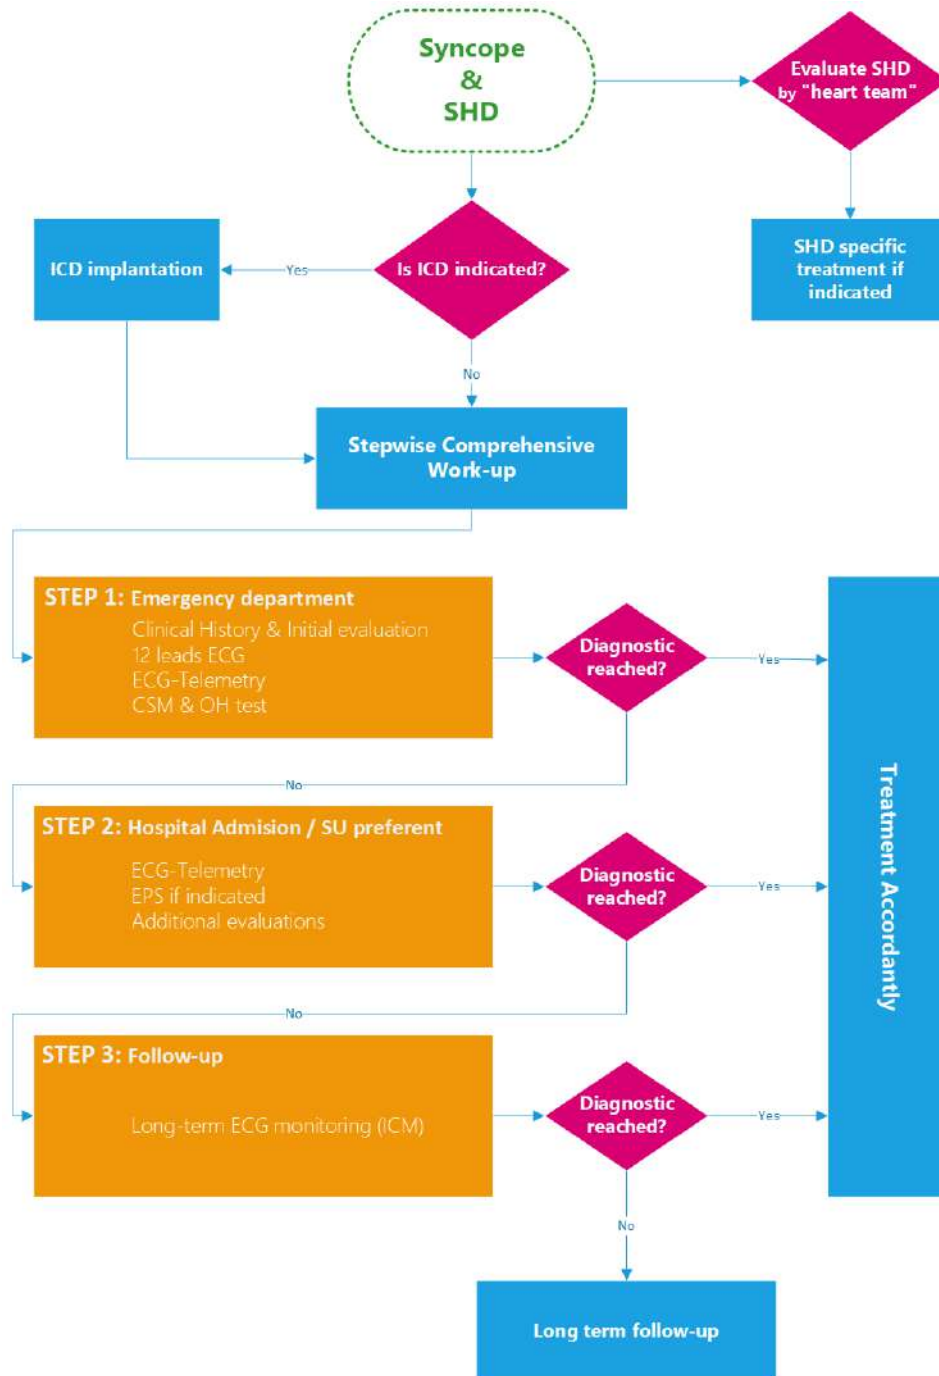 Syncope
&
SHD
Evaluate SHD
by "heart team"
SHD specific
treatment if
indicated
ICD implantation
Yes
Is ICD indicated?
No
Stepwise Comprehensive
Work-up
STEP 1: Emergency department
Clinical History & Initial evaluation
12 leads ECG
ECG-Telemetry
CSM & OH test
Diagnostic
reached?
Yes
No
STEP 2: Hospital Admision / SU preferent
ECG-Telemetry
EPS if indicated
Additional evaluations
Diagnostic
reached?
Yes
No
STEP 3: Follow-up
Long-term ECG monitoring (ICM)
Diagnostic
reached?
Yes
No
Treatment Accordantly
Long term follow-up